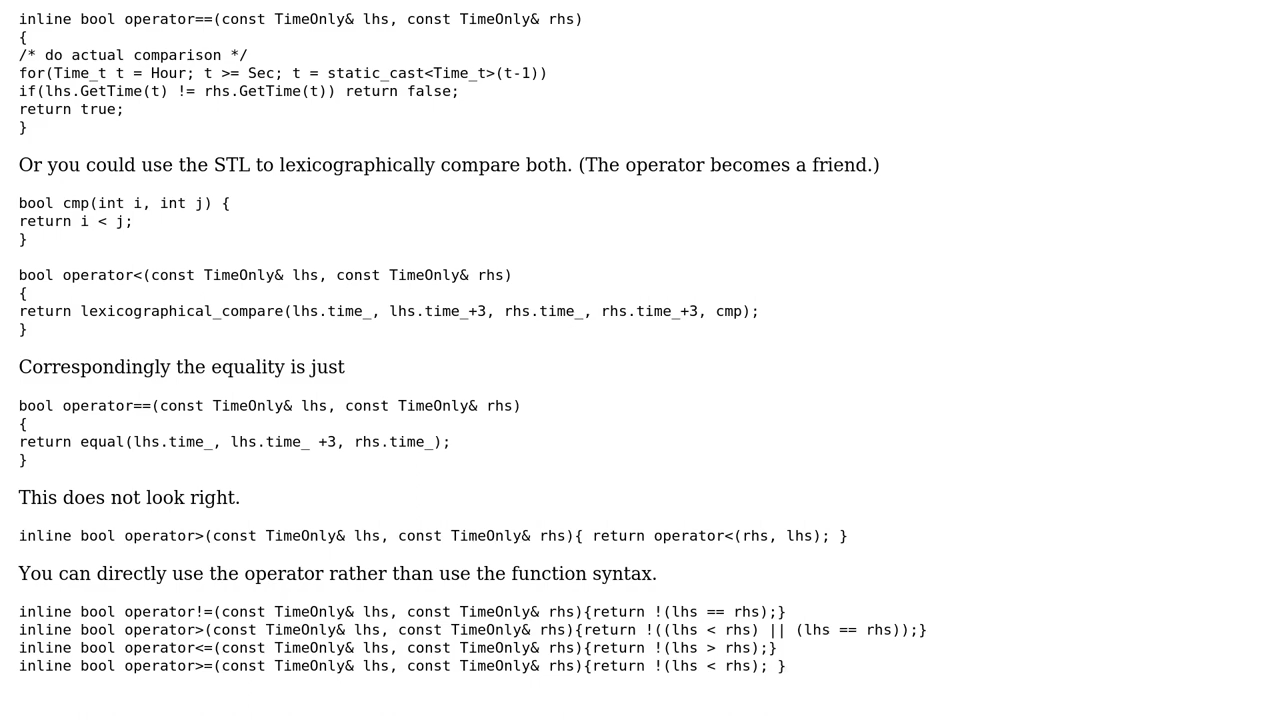 inline bool operator==(const TimeOnly& lhs, const TimeOnly& rhs)
{
/* do actual comparison */
for(Time_t t = Hour; t >= Sec; t = static_cast<Time_t>(t-1))
if(lhs.GetTime(t) != rhs.GetTime(t)) return false;
return true;
}
Or you could use the STL to lexicographically compare both. (The operator becomes a friend.)
bool cmp(int i, int j) {
return i < j;
}
bool operator<(const TimeOnly& lhs, const TimeOnly& rhs)
{
return lexicographical_compare(lhs.time_, lhs.time_+3, rhs.time_, rhs.time_+3, cmp);
}
Correspondingly the equality is just
bool operator==(const TimeOnly& lhs, const TimeOnly& rhs)
{
return equal(lhs.time_, lhs.time_ +3, rhs.time_);
}
This does not look right.
inline bool operator>(const TimeOnly& lhs, const TimeOnly& rhs){ return operator<(rhs, lhs); }
You can directly use the operator rather than use the function syntax.
inline bool operator!=(const TimeOnly& lhs, const TimeOnly& rhs){return !(lhs == rhs);}
inline bool operator>(const TimeOnly& lhs, const TimeOnly& rhs){return !((lhs < rhs) || (lhs == rhs));}
inline bool operator<=(const TimeOnly& lhs, const TimeOnly& rhs){return !(lhs > rhs);}
inline bool operator>=(const TimeOnly& lhs, const TimeOnly& rhs){return !(lhs < rhs); }